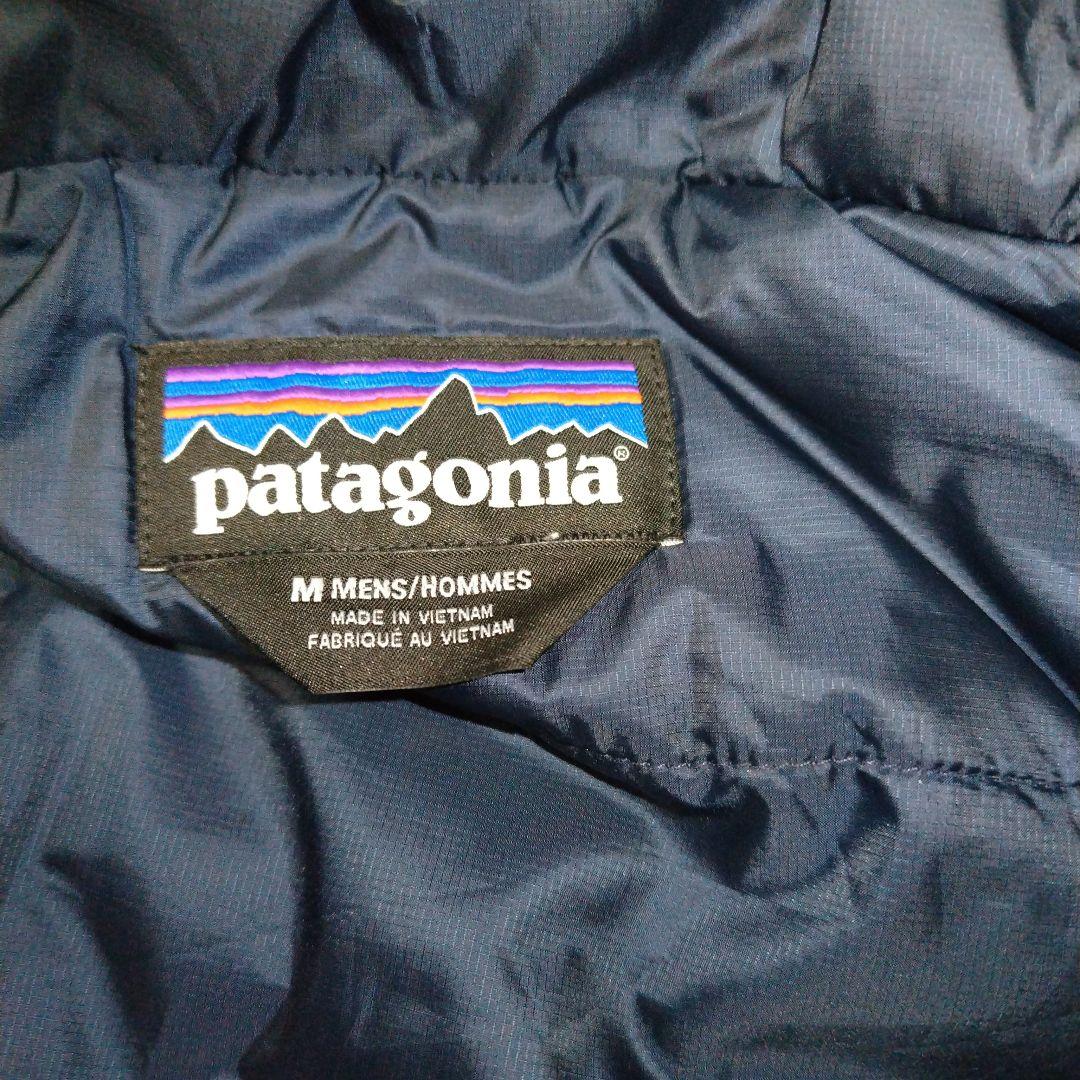 patagonia®
M MENS/HOMMES
MADE IN VIETNAM
FABRIQUÉ AU VIETNAM